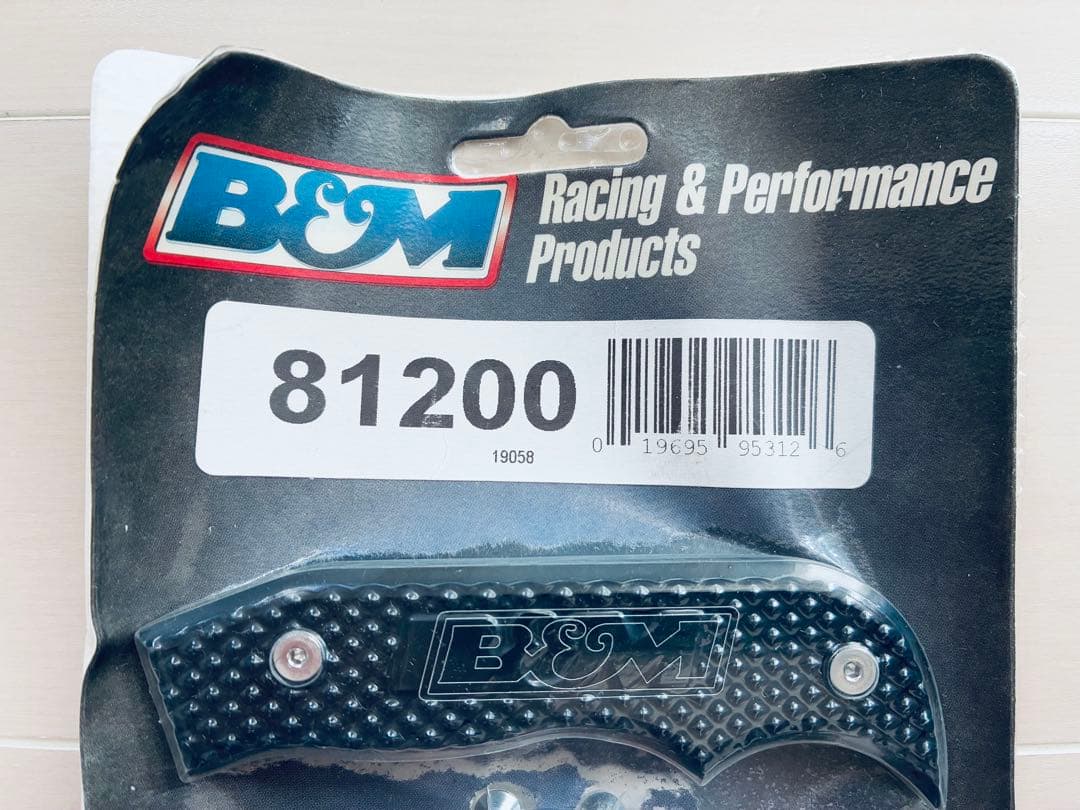 B&M
Racing & Performance
Products
81200
19058
0 19695 95312 6
B&M